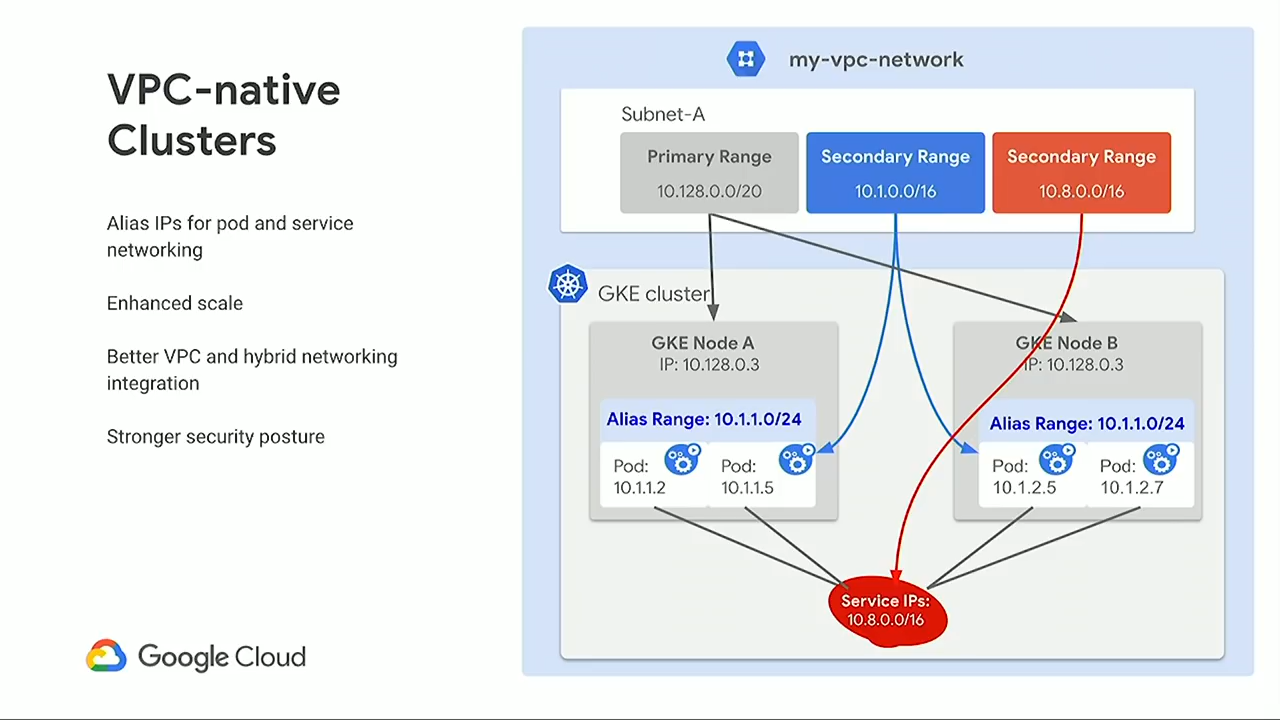 VPC-native
Clusters
Alias IPs for pod and service
networking
Enhanced scale
Better VPC and hybrid networking
integration
Stronger security posture
Google Cloud
my-vpc-network
Subnet-A
Primary Range
10.128.0.0/20
Secondary Range
10.1.0.0/16
Secondary Range
10.8.0.0/16
GKE cluster
GKE Node A
IP: 10.128.0.3
Alias Range: 10.1.1.0/24
Pod:
10.1.1.2
Pod:
10.1.1.5
GKE Node B
IP: 10.128.0.3
Alias Range: 10.1.1.0/24
Pod:
10.1.2.5
Pod:
10.1.2.7
Service IPs:
10.8.0.0/16